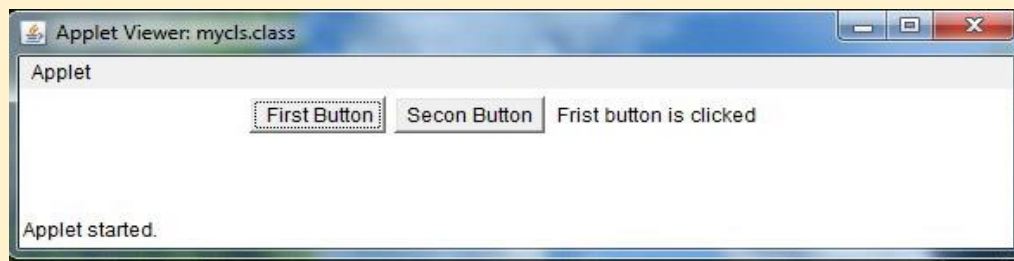 Applet Viewer: mycls.class
Applet
First Button Secon Button Frist button is clicked
Applet started.